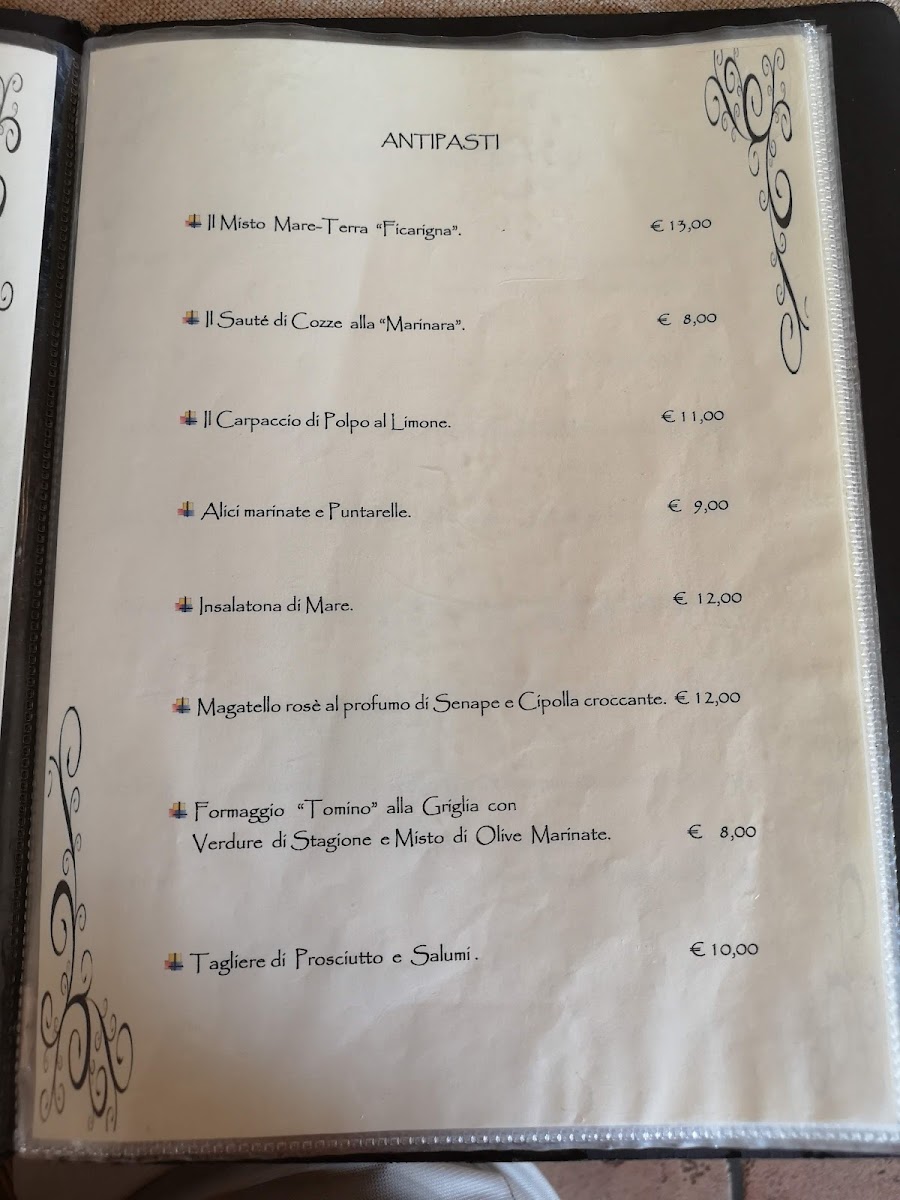 ANTIPASTI
Il Misto Mare-Terra “Ficarigna”. € 13,00
Il Sauté di Cozze alla “Marinara”. € 8,00
Il Carpaccio di Polpo al Limone. € 11,00
Alici marinate e Puntarelle. € 9,00
Insalatona di Mare. € 12,00
Magatello rosè al profumo di Senape e Cipolla croccante. € 12,00
Formaggio “Tomino” alla Griglia con
Verdure di Stagione e Misto di Olive Marinate. € 8,00
Tagliere di Prosciutto e Salumi. € 10,00